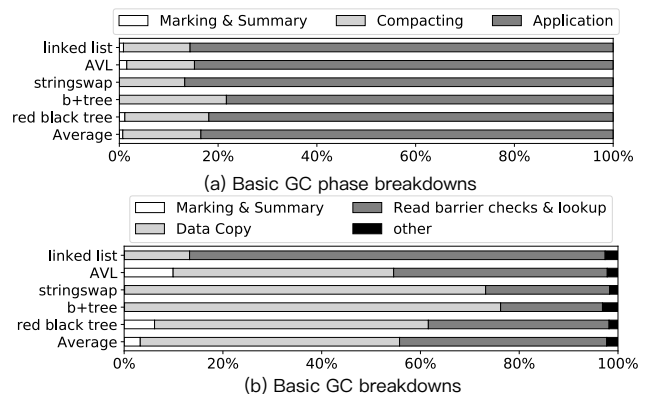 Marking & Summary Compacting Application
linked list
AVL
stringswap
b+tree
red black tree
Average
0% 20% 40% 60% 80% 100%
(a) Basic GC phase breakdowns
Marking & Summary Read barrier checks & lookup
Data Copy other
linked list
AVL
stringswap
b+tree
red black tree
Average
0% 20% 40% 60% 80% 100%
(b) Basic GC breakdowns